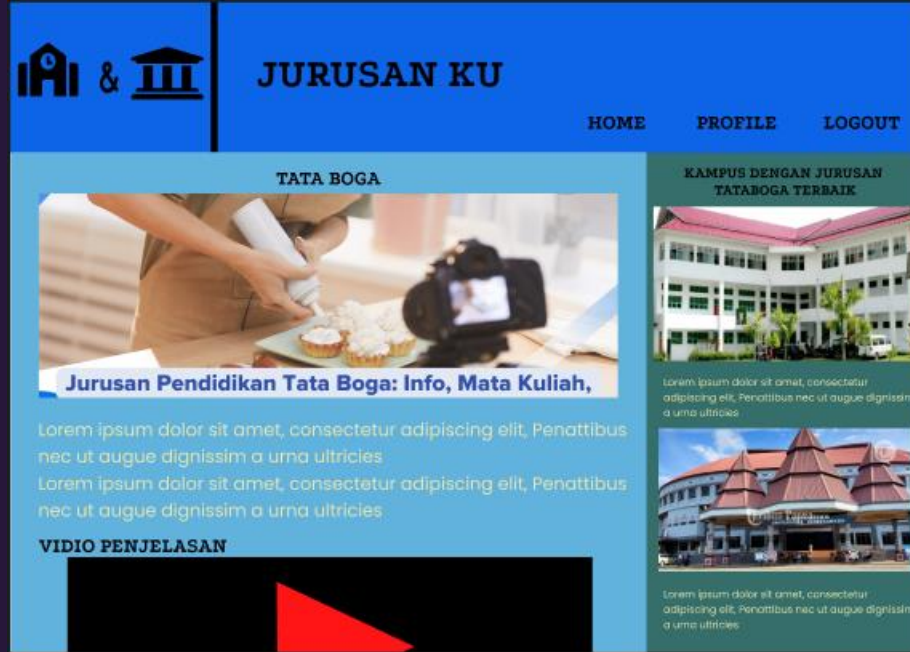 &
JURUSAN KU
HOME PROFILE LOGOUT
TATA BOGA
Jurusan Pendidikan Tata Boga: Info, Mata Kuliah,
Lorem ipsum dolor sit amet, consectetur adipiscing elit, Penattibus
nec ut augue dignissim a urna ultricies
Lorem ipsum dolor sit amet, consectetur adipiscing elit, Penattibus
nec ut augue dignissim a urna ultricies
VIDIO PENJELASAN
KAMPUS DENGAN JURUSAN
TATABOGA TERBAIK
Lorem ipsum dolor sit amet, consectetur
adipiscing elit, Penattibus nec ut augue dignissim
a urna ultricies
Lorem ipsum dolor sit amet, consectetur
adipiscing elit, Penattibus nec ut augue dignissim
a urna ultricies